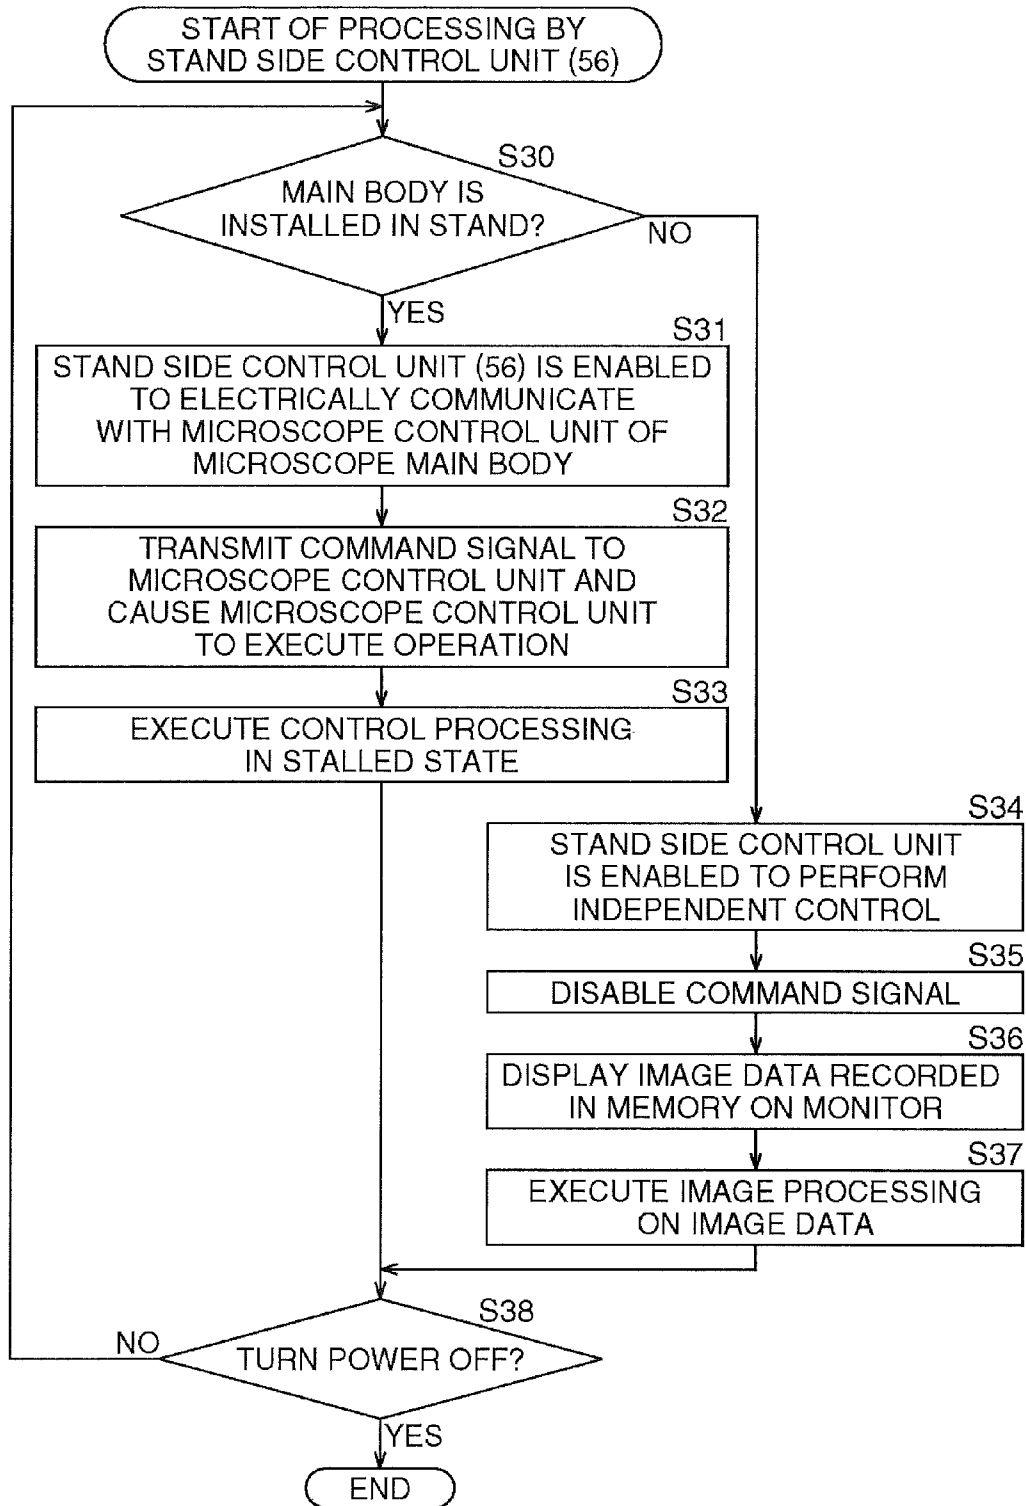 START OF PROCESSING BY
STAND SIDE CONTROL UNIT (56)
S30
MAIN BODY IS
INSTALLED IN STAND?
NO
YES
S31
STAND SIDE CONTROL UNIT (56) IS ENABLED
TO ELECTRICALLY COMMUNICATE
WITH MICROSCOPE CONTROL UNIT OF
MICROSCOPE MAIN BODY
S32
TRANSMIT COMMAND SIGNAL TO
MICROSCOPE CONTROL UNIT AND
CAUSE MICROSCOPE CONTROL UNIT
TO EXECUTE OPERATION
S33
EXECUTE CONTROL PROCESSING
IN STALLED STATE
S34
STAND SIDE CONTROL UNIT
IS ENABLED TO PERFORM
INDEPENDENT CONTROL
S35
DISABLE COMMAND SIGNAL
S36
DISPLAY IMAGE DATA RECORDED
IN MEMORY ON MONITOR
S37
EXECUTE IMAGE PROCESSING
ON IMAGE DATA
S38
NO
TURN POWER OFF?
YES
END